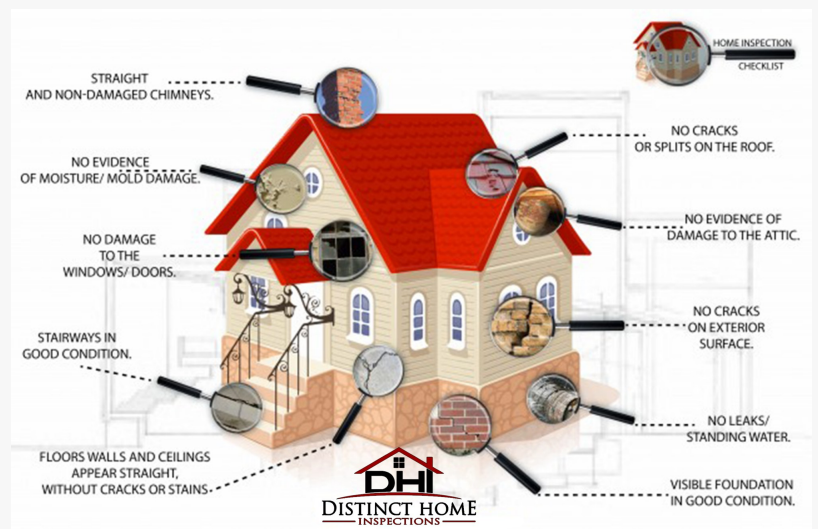 HOME INSPECTION
CHECKLIST
STRAIGHT
AND NON-DAMAGED CHIMNEYS.
NO CRACKS
OR SPLITS ON THE ROOF.
NO EVIDENCE
OF MOISTURE/ MOLD DAMAGE.
NO EVIDENCE OF
DAMAGE TO THE ATTIC.
NO DAMAGE
TO THE
WINDOWS/ DOORS.
NO CRACKS
ON EXTERIOR
SURFACE.
STAIRWAYS IN
GOOD CONDITION.
NO LEAKS/
STANDING WATER.
FLOORS WALLS AND CEILINGS
APPEAR STRAIGHT,
WITHOUT CRACKS OR STAINS
VISIBLE FOUNDATION
IN GOOD CONDITION.
DHI
DISTINCT HOME
INSPECTIONS